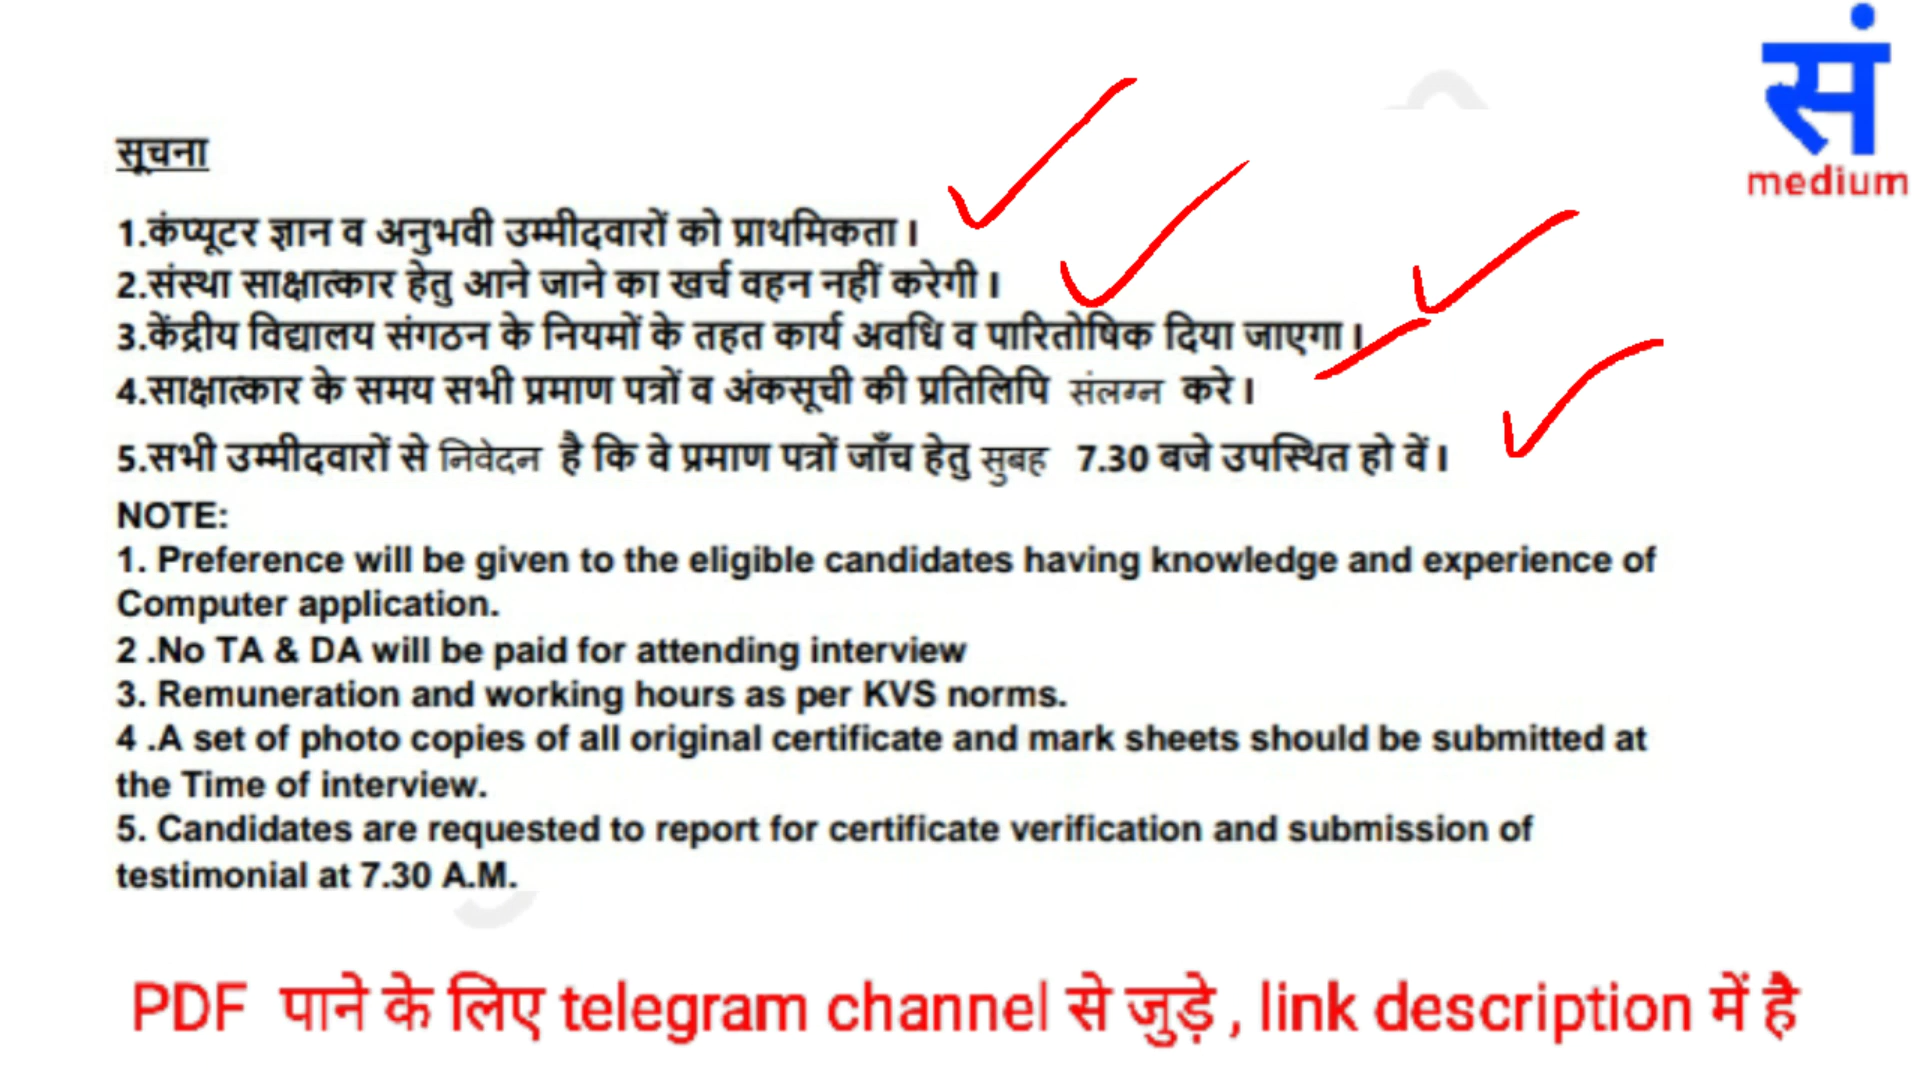 सं
medium
सूचना
1.कंप्यूटर ज्ञान व अनुभवी उम्मीदवारों को प्राथमिकता ।
2.संस्था साक्षात्कार हेतु आने जाने का खर्च वहन नहीं करेगी ।
3.केंद्रीय विद्यालय संगठन के नियमों के तहत कार्य अवधि व पारितोषिक दिया जाएगा ।
4.साक्षात्कार के समय सभी प्रमाण पत्रों व अंकसूची की प्रतिलिपि संलग्न करे ।
5.सभी उम्मीदवारों से निवेदन है कि वे प्रमाण पत्रों जाँच हेतु सुबह 7.30 बजे उपस्थित हो वें ।
NOTE:
1. Preference will be given to the eligible candidates having knowledge and experience of
Computer application.
2 .No TA & DA will be paid for attending interview
3. Remuneration and working hours as per KVS norms.
4 .A set of photo copies of all original certificate and mark sheets should be submitted at
the Time of interview.
5. Candidates are requested to report for certificate verification and submission of
testimonial at 7.30 A.M.
PDF पाने के लिए telegram channel से जुड़े , link description में है